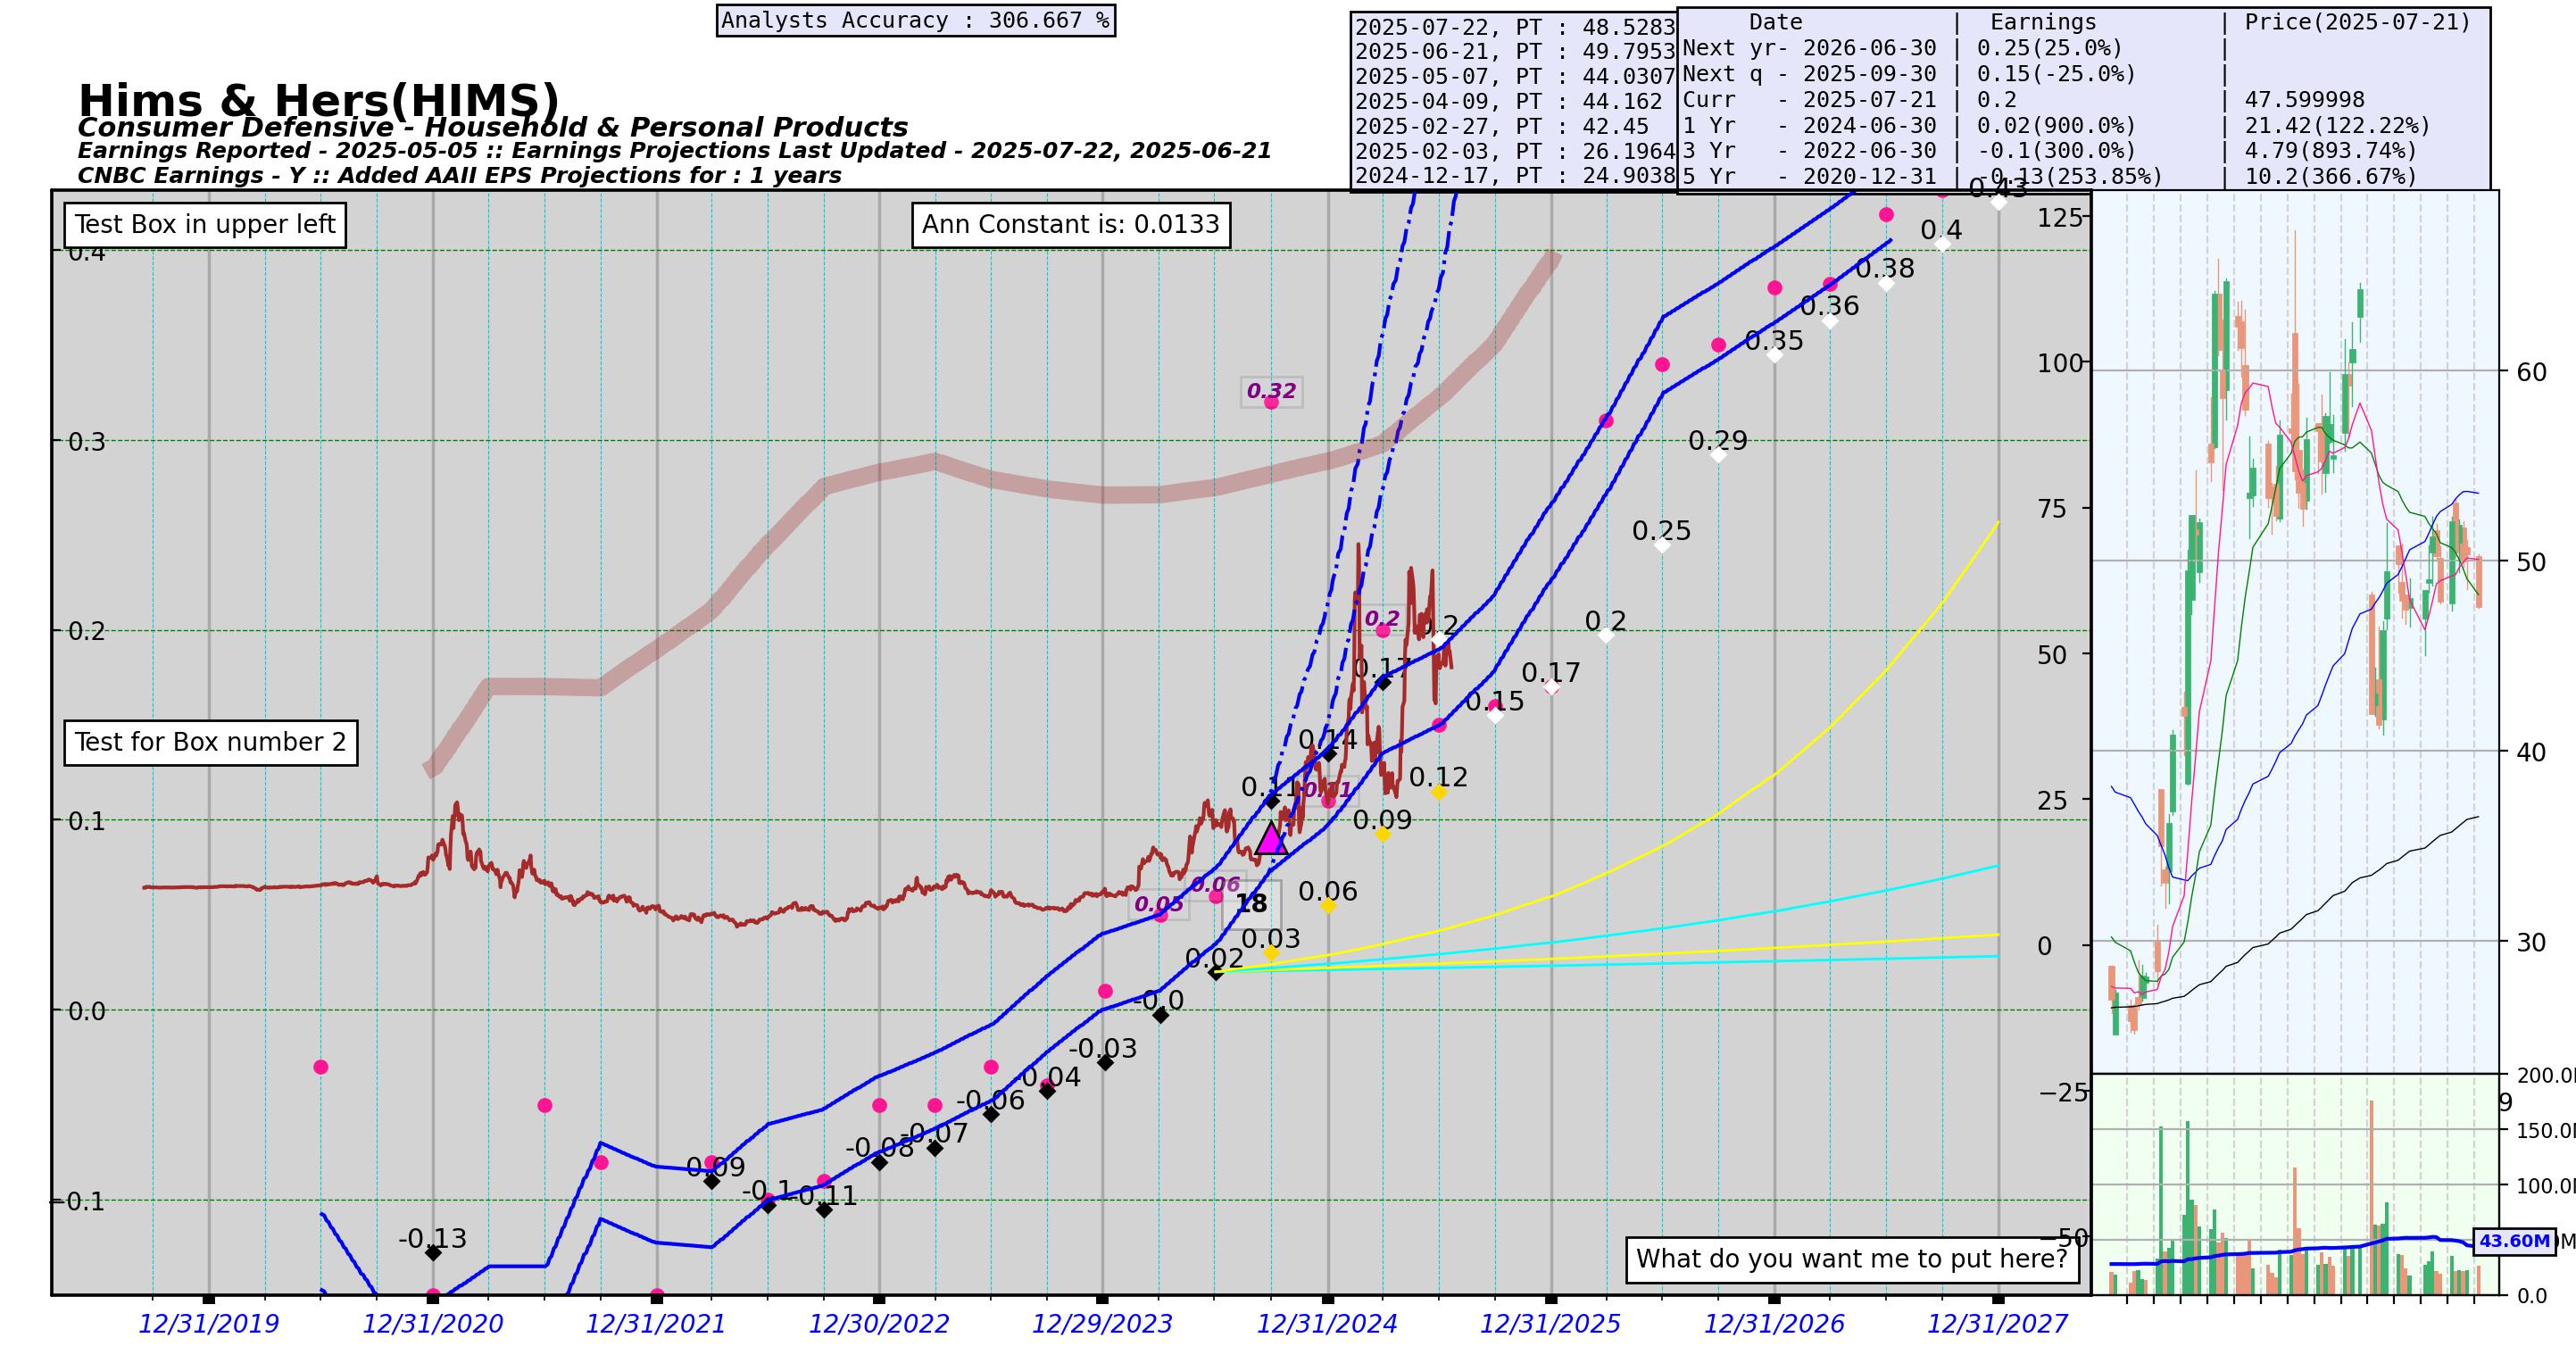 Analysts Accuracy : 306.667 %
2025-07-22, PT : 48.5283
2025-06-21, PT : 49.7953
2025-05-07, PT : 44.0307
2025-04-09, PT : 44.162
2025-02-27, PT : 42.45
2025-02-03, PT : 26.1964
2024-12-17, PT : 24.9038
Date | Earnings | Price(2025-07-21)
Next yr- 2026-06-30 | 0.25(25.0%) |
Next q - 2025-09-30 | 0.15(-25.0%) |
Curr - 2025-07-21 | 0.2 | 47.599998
1 Yr - 2024-06-30 | 0.02(900.0%) | 21.42(122.22%)
3 Yr - 2022-06-30 | -0.1(300.0%) | 4.79(893.74%)
5 Yr - 2020-12-31 | -0.13(253.85%) | 10.2(366.67%)
Hims & Hers(HIMS)
Consumer Defensive - Household & Personal Products
Earnings Reported - 2025-05-05 :: Earnings Projections Last Updated - 2025-07-22, 2025-06-21
CNBC Earnings - Y :: Added AAII EPS Projections for : 1 years
Test Box in upper left
Ann Constant is: 0.0133
Test for Box number 2
What do you want me to put here?
0.4
0.3
0.2
0.1
0.0
−0.1
-0.13
0.09
-0.1
-0.11
-0.08
-0.07
-0.06
0.04
-0.03
-0.0
0.02
0.05
0.06
18
0.03
0.06
0.09
0.12
0.11
0.14
0.17
0.2
0.01
0.2
0.32
0.15
0.17
0.2
0.25
0.29
0.35
0.36
0.38
0.4
0.43
125
100
75
50
25
0
−25
−50
60
50
40
30
200.0
9
150.0
100.0
43.60M
M
0.0
12/31/2019
12/31/2020
12/31/2021
12/30/2022
12/29/2023
12/31/2024
12/31/2025
12/31/2026
12/31/2027